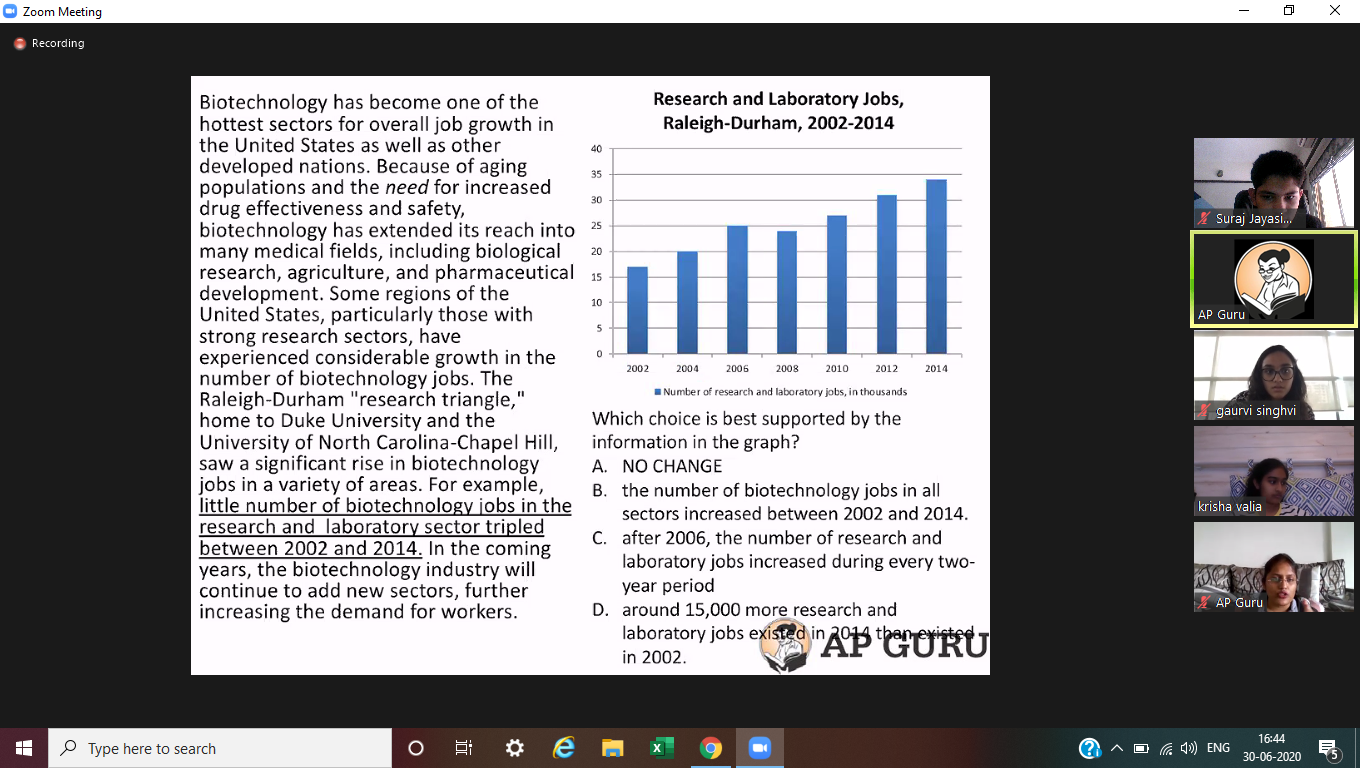 Zoom Meeting
Recording
Biotechnology has become one of the
hottest sectors for overall job growth in
the United States as well as other
developed nations. Because of aging
populations and the need for increased
drug effectiveness and safety,
biotechnology has extended its reach into
many medical fields, including biological
research, agriculture, and pharmaceutical
development. Some regions of the
United States, particularly those with
strong research sectors, have
experienced considerable growth in the
number of biotechnology jobs. The
Raleigh-Durham "research triangle,"
home to Duke University and the
University of North Carolina-Chapel Hill,
saw a significant rise in biotechnology
jobs in a variety of areas. For example,
little number of biotechnology jobs in the
research and laboratory sector tripled
between 2002 and 2014. In the coming
years, the biotechnology industry will
continue to add new sectors, further
increasing the demand for workers.
Research and Laboratory Jobs,
Raleigh-Durham, 2002-2014
40
35
30
25
20
15
10
5
0
2002 2004 2006 2008 2010 2012 2014
Number of research and laboratory jobs, in thousands
Which choice is best supported by the
information in the graph?
A. NO CHANGE
B. the number of biotechnology jobs in all
sectors increased between 2002 and 2014.
C. after 2006, the number of research and
laboratory jobs increased during every two-
year period
D. around 15,000 more research and
laboratory jobs existed in 2014 than existed
in 2002.
AP GURU
Suraj Jayasi...
AP Guru
gaurvi singhvi
krisha valia
AP Guru
Type here to search
ENG
16:44
30-06-2020
5